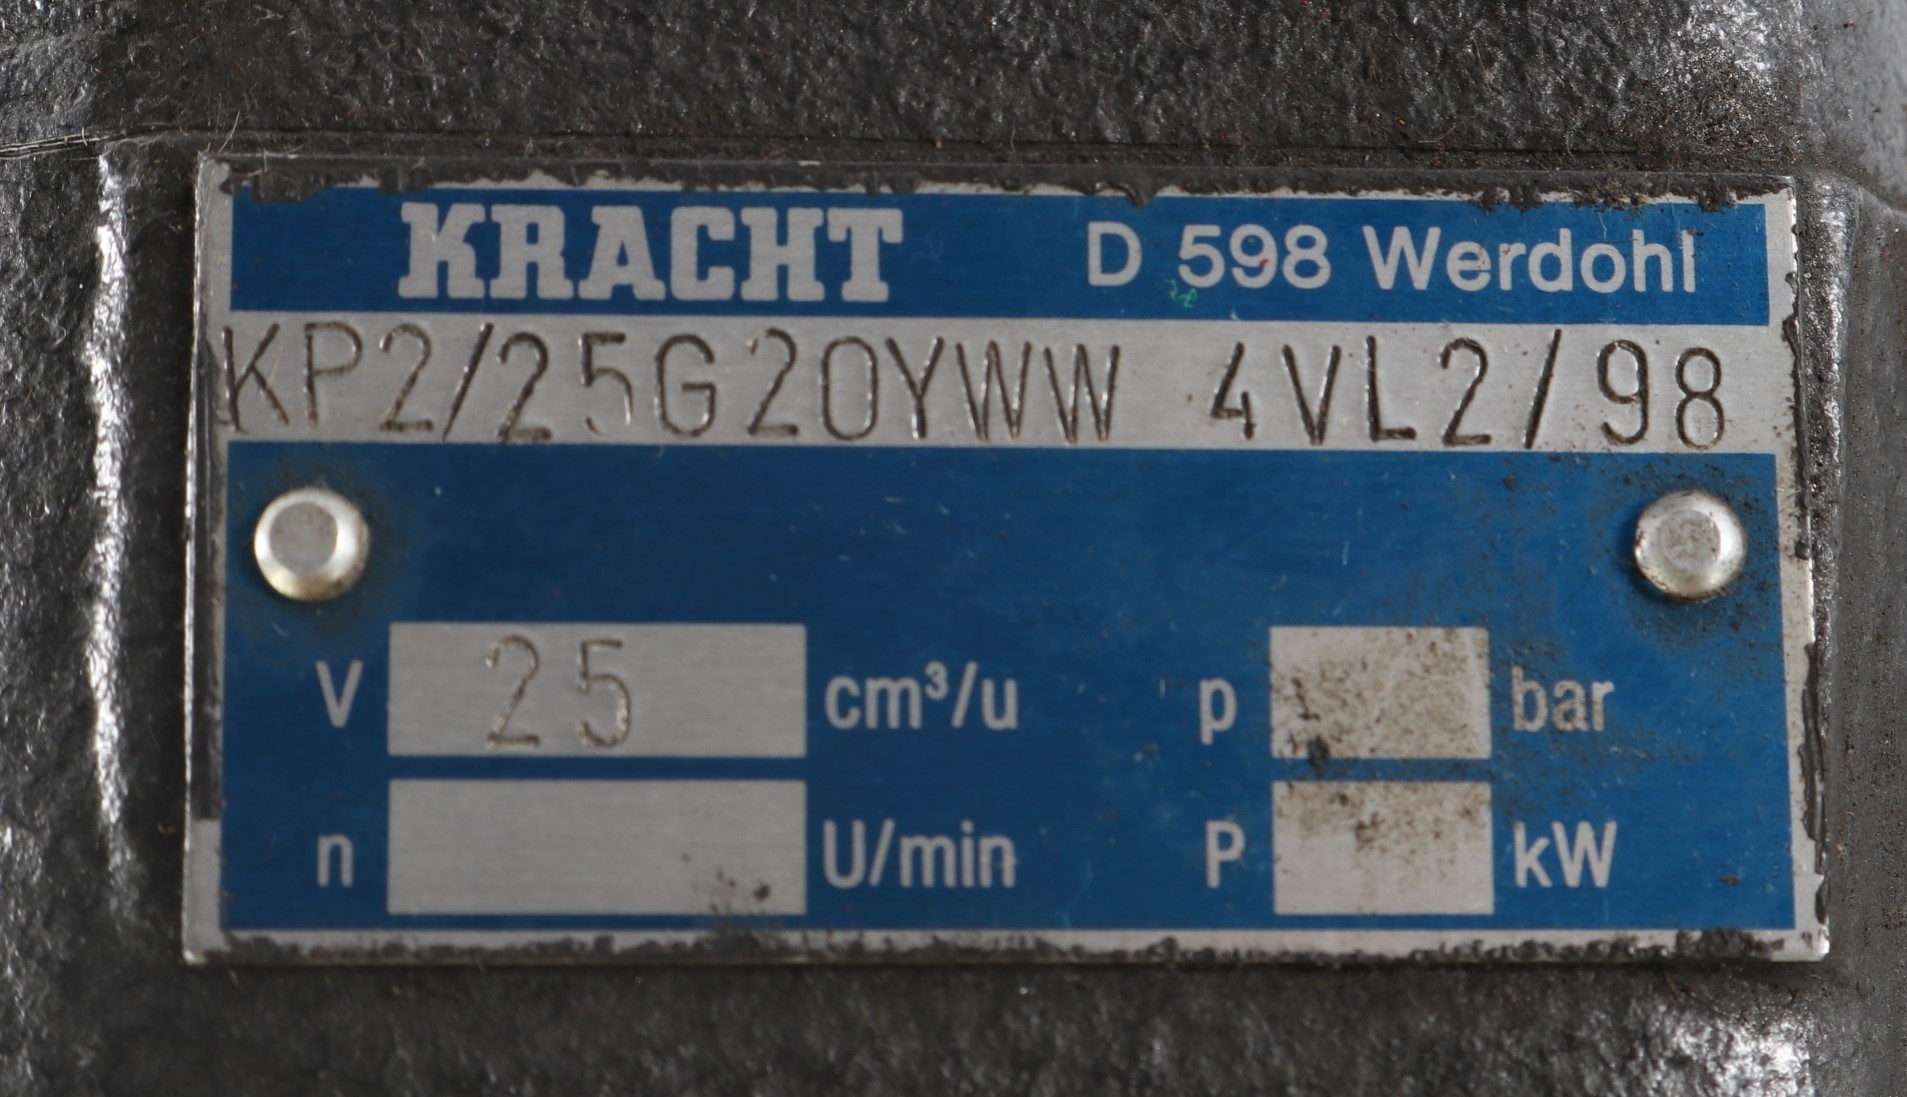 KRACHT D 598 Werdohl
KP2/25G20YWW 4VL2/98
V 25 cm³/u p bar
n U/min P kW